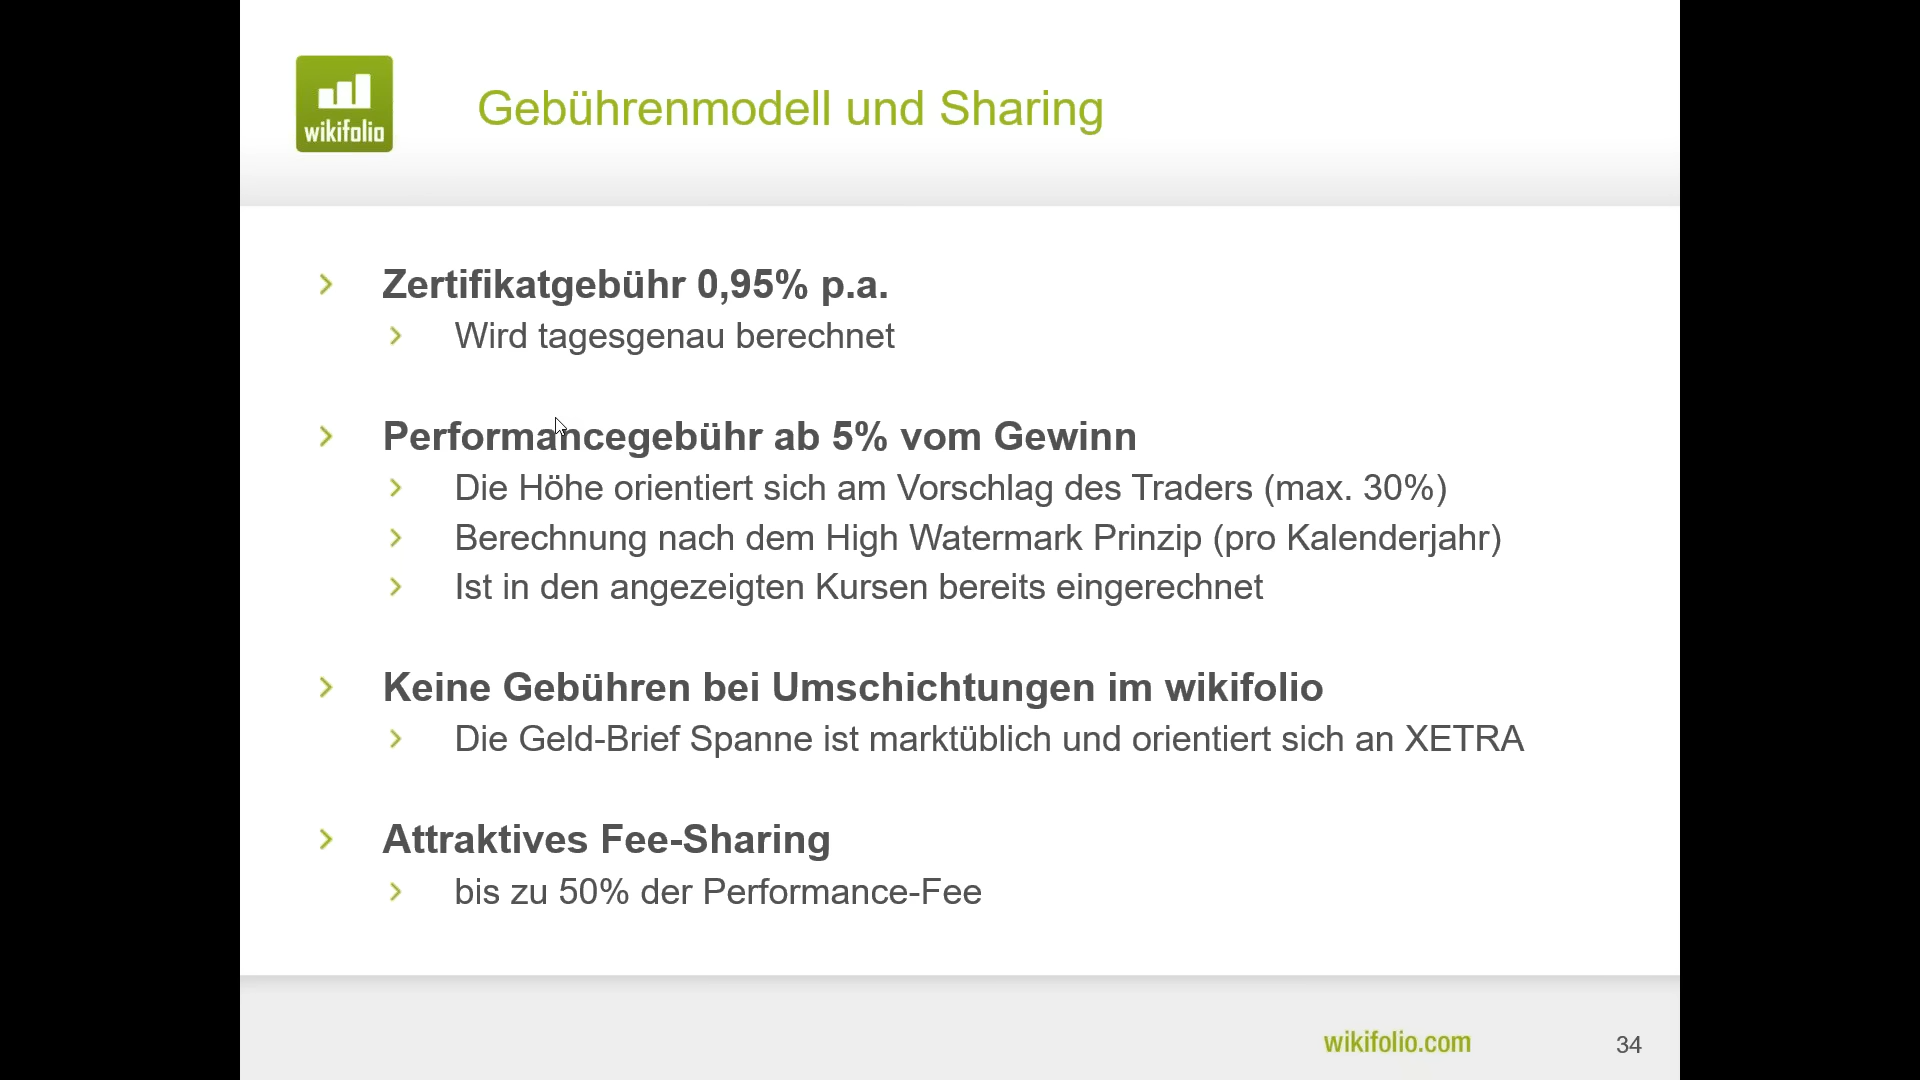 wikifolio
Gebührenmodell und Sharing
Zertifikatgebühr 0,95% p.a.
Wird tagesgenau berechnet
Performancegebühr ab 5% vom Gewinn
Die Höhe orientiert sich am Vorschlag des Traders (max. 30%)
Berechnung nach dem High Watermark Prinzip (pro Kalenderjahr)
Ist in den angezeigten Kursen bereits eingerechnet
Keine Gebühren bei Umschichtungen im wikifolio
Die Geld-Brief Spanne ist marktüblich und orientiert sich an XETRA
Attraktives Fee-Sharing
bis zu 50% der Performance-Fee
wikifolio.com
34